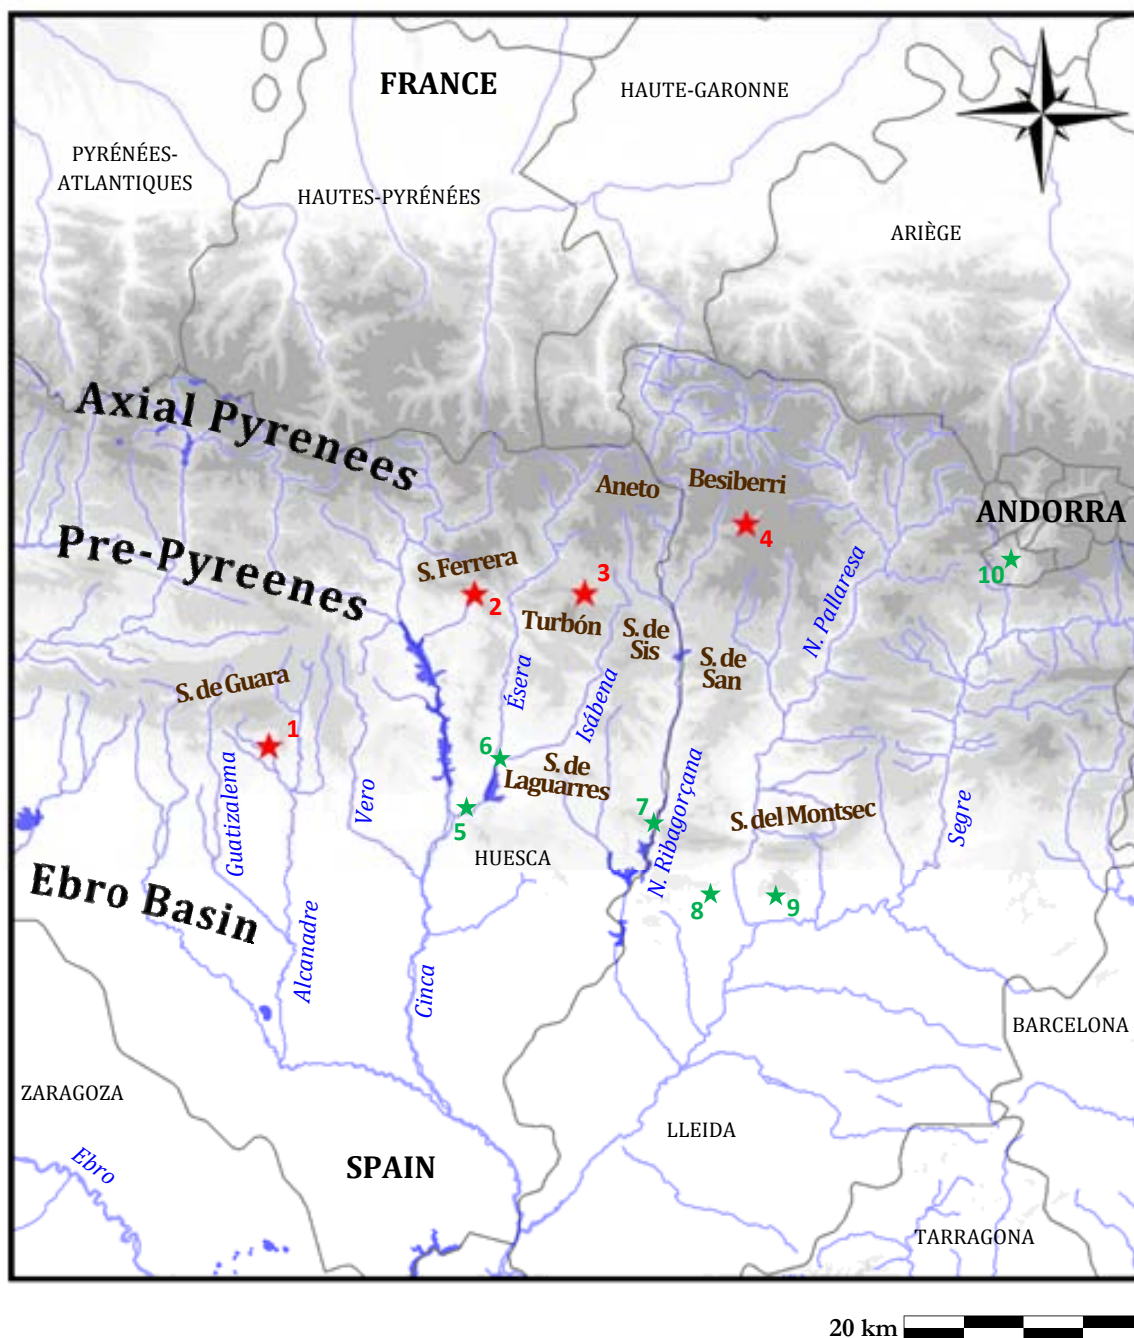 FRANCE
HAUTE-GARONNE
PYRÉNÉES-
ATLANTIQUES
HAUTES-PYRÉNÉES
ARIÈGE
Axial Pyrenees
Aneto
Besiberri
ANDORRA
4
10
Pre-Pyreenes
S. Ferrera
2
3
Turbón
S. de
Sis
S. de
San
N. Pallaresa
S. de Guara
1
Ésera
Isábena
6
S. de
Laguarres
Guatizalema
Vero
5
7
N. Ribagorçana
S. del Montsec
Segre
HUESCA
8
9
Ebro Basin
Alcanadre
Cinca
BARCELONA
ZARAGOZA
LLEIDA
Ebro
SPAIN
TARRAGONA
20 km